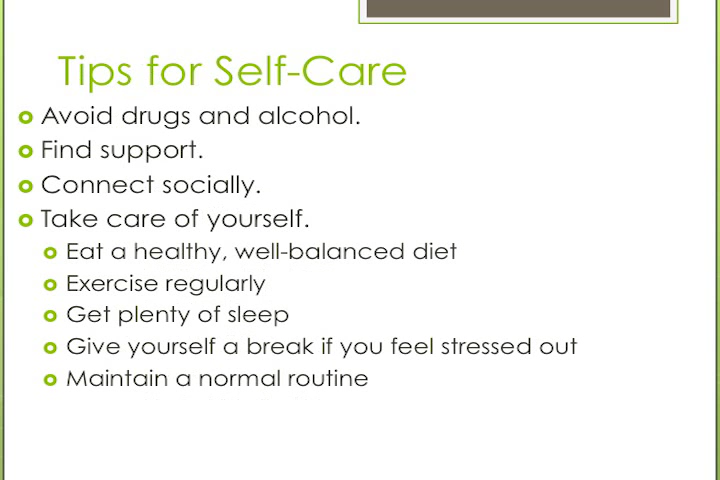 Tips for Self-Care
Avoid drugs and alcohol.
Find support.
Connect socially.
Take care of yourself.
Eat a healthy, well-balanced diet
Exercise regularly
Get plenty of sleep
Give yourself a break if you feel stressed out
Maintain a normal routine